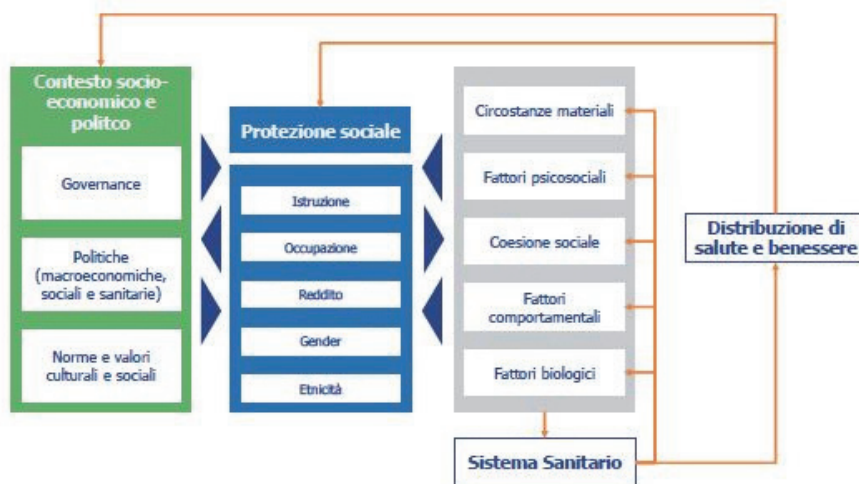 Contesto socio-
economico e
politco
Governance
Politiche
(macroeconomiche,
sociali e sanitarie)
Norme e valori
culturali e sociali
Protezione sociale
Istruzione
Occupazione
Reddito
Gender
Etnicità
Circostanze materiali
Fattori psicosociali
Coesione sociale
Fattori
comportamentali
Fattori biologici
Sistema Sanitario
Distribuzione di
salute e benessere